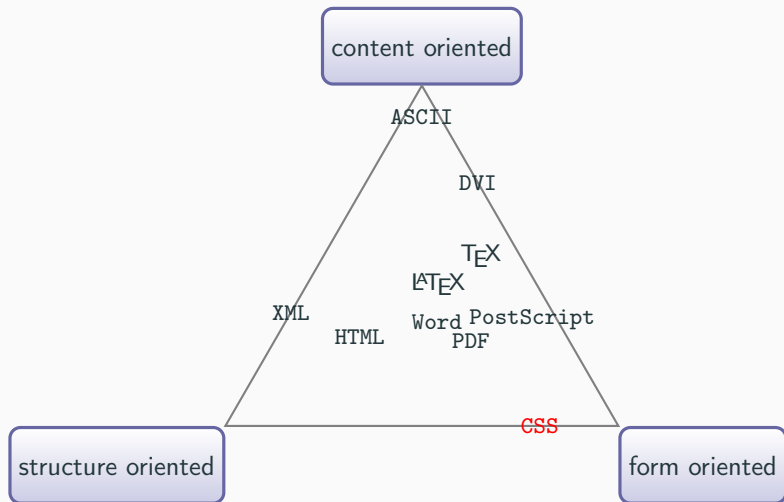 content oriented
ASCII
DVI
TEX
LATEX
XML
Word
PostScript
HTML
PDF
CSS
structure oriented
form oriented